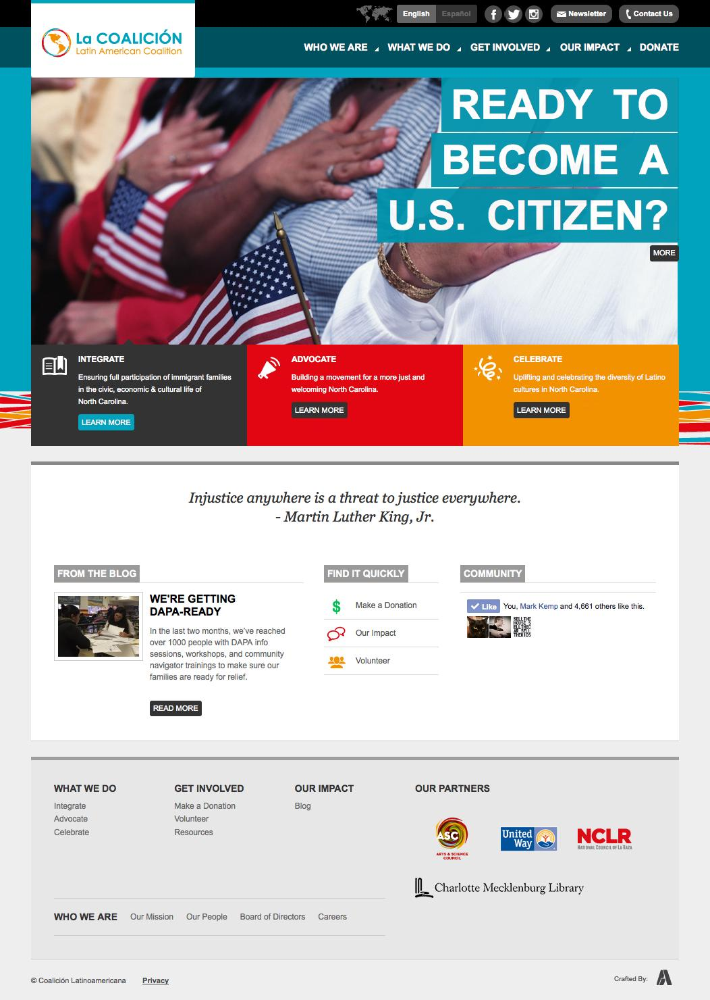 English
Español
Newsletter
Contact Us
La COALICIÓN
Latin American Coalition
WHO WE ARE
WHAT WE DO
GET INVOLVED
OUR IMPACT
DONATE
READY TO
BECOME A
U.S. CITIZEN?
MORE
INTEGRATE
Ensuring full participation of immigrant families
in the civic, economic & cultural life of
North Carolina.
LEARN MORE
ADVOCATE
Building a movement for a more just and
welcoming North Carolina.
LEARN MORE
CELEBRATE
Uplifting and celebrating the diversity of Latino
cultures in North Carolina.
LEARN MORE
Injustice anywhere is a threat to justice everywhere.
- Martin Luther King, Jr.
FROM THE BLOG
WE'RE GETTING
DAPA-READY
In the last two months, we've reached
over 1000 people with DAPA info
sessions, workshops, and community
navigator trainings to make sure our
families are ready for relief.
READ MORE
FIND IT QUICKLY
Make a Donation
Our Impact
Volunteer
COMMUNITY
Like You, Mark Kemp and 4,661 others like this.
SELL THE
HOUSE S
ELL THE C
AR SELL
THE KIDS
WHAT WE DO
Integrate
Advocate
Celebrate
GET INVOLVED
Make a Donation
Volunteer
Resources
OUR IMPACT
Blog
OUR PARTNERS
ASC
ARTS & SCIENCE
COUNCIL
United
Way
NCLR
NATIONAL COUNCIL OF LA RAZA
Charlotte Mecklenburg Library
WHO WE ARE
Our Mission
Our People
Board of Directors
Careers
© Coalición Latinoamericana
Privacy
Crafted By: